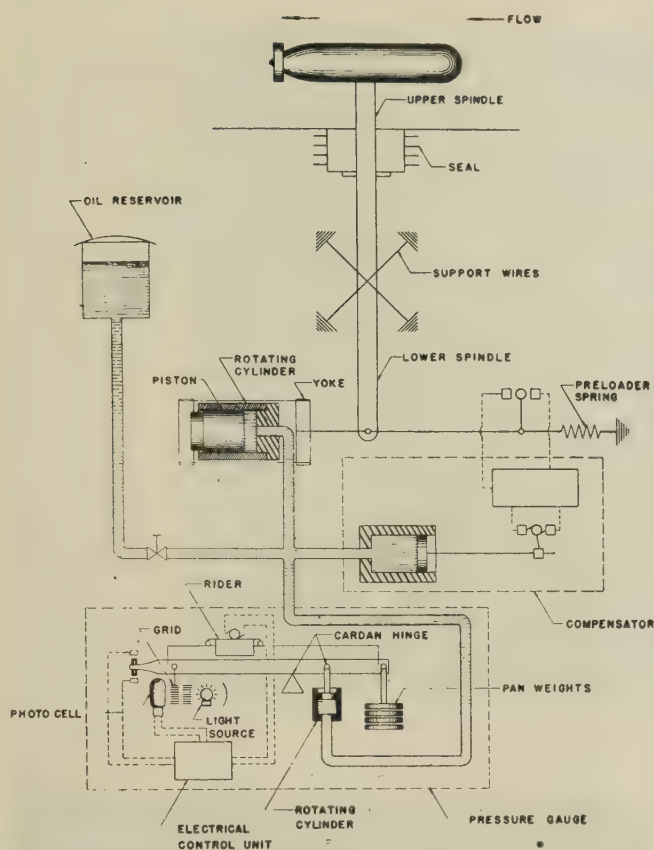 FLOW
UPPER SPINDLE
SEAL
OIL RESERVOIR
SUPPORT WIRES
ROTATING
CYLINDER
LOWER SPINDLE
PISTON
YOKE
PRELOADER
SPRING
RIDER
COMPENSATOR
GRID
CARDAN HINGE
PAN WEIGHTS
PHOTO CELL
LIGHT
SOURCE
ROTATING
CYLINDER
PRESSURE GAUGE
ELECTRICAL
CONTROL UNIT